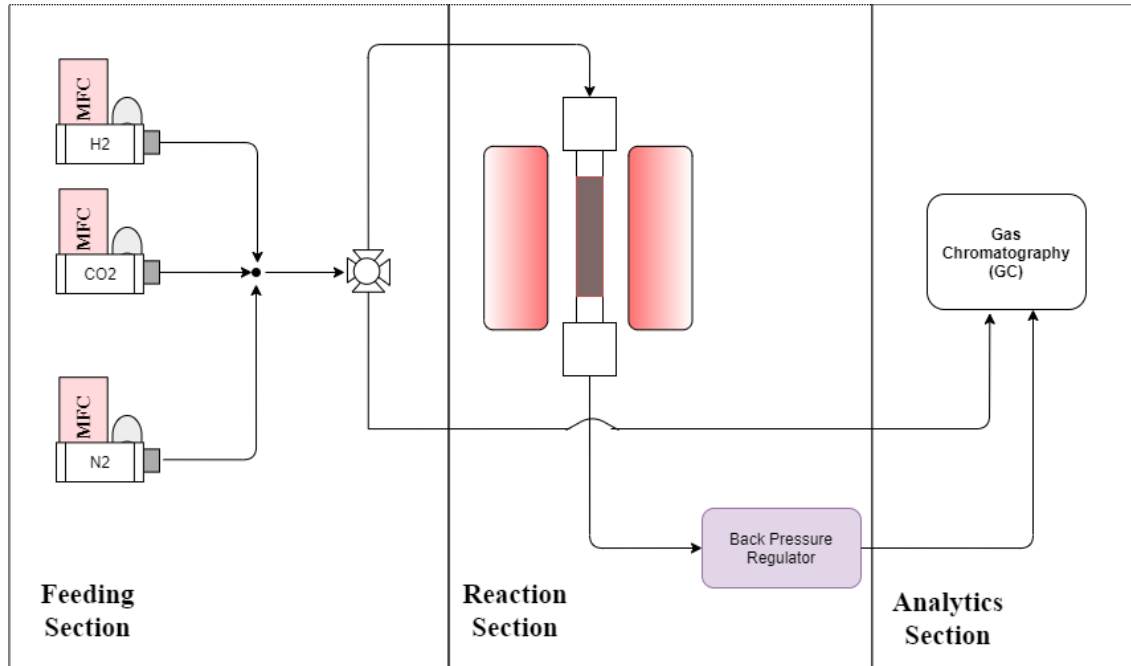 MFC
H2
MFC
CO2
MFC
N2
Gas
Chromatography
(GC)
Back Pressure
Regulator
Feeding
Section
Reaction
Section
Analytics
Section